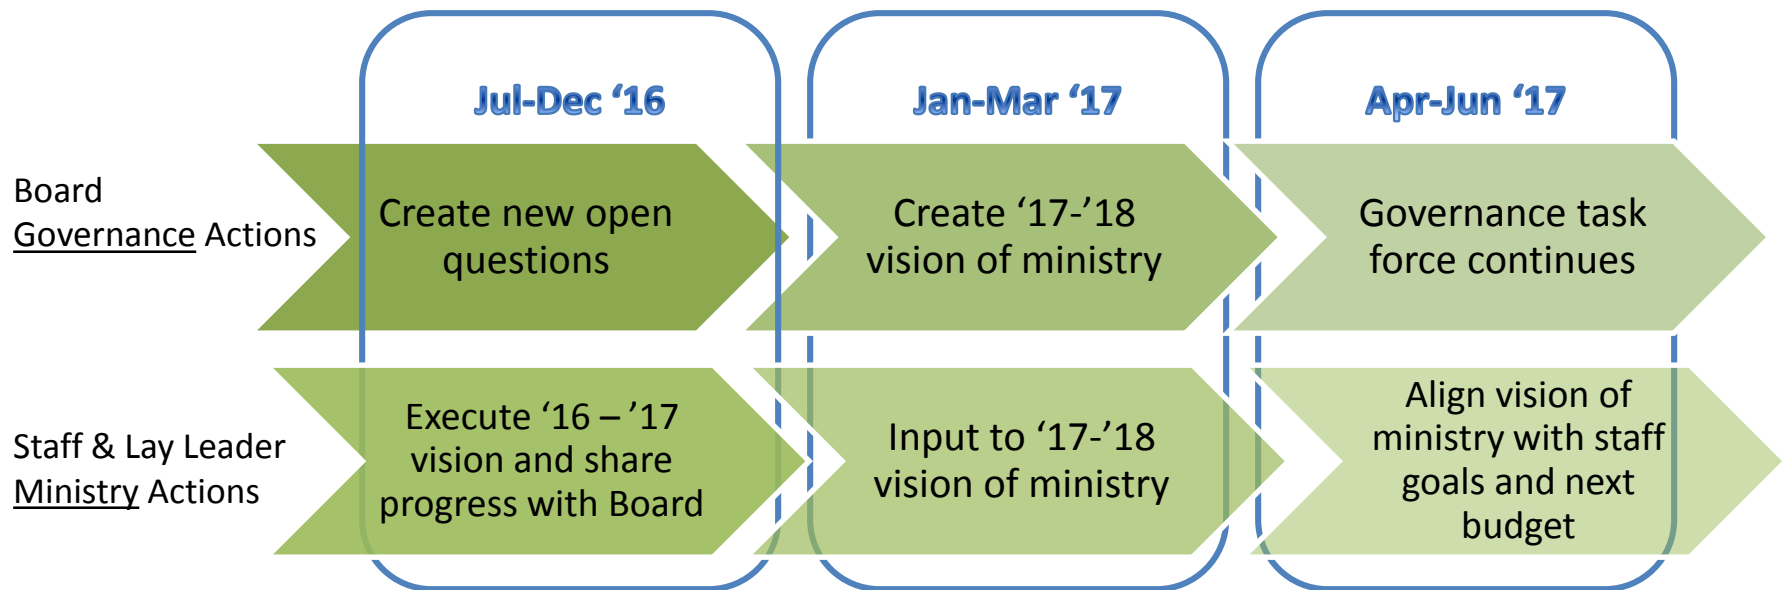 Jul-Dec ‘16
Jan-Mar ‘17
Apr-Jun ‘17
Board
Governance Actions
Create new open
questions
Create ‘17-’18
vision of ministry
Governance task
force continues
Staff & Lay Leader
Ministry Actions
Execute ‘16 – ’17
vision and share
progress with Board
Input to ‘17-’18
vision of ministry
Align vision of
ministry with staff
goals and next
budget